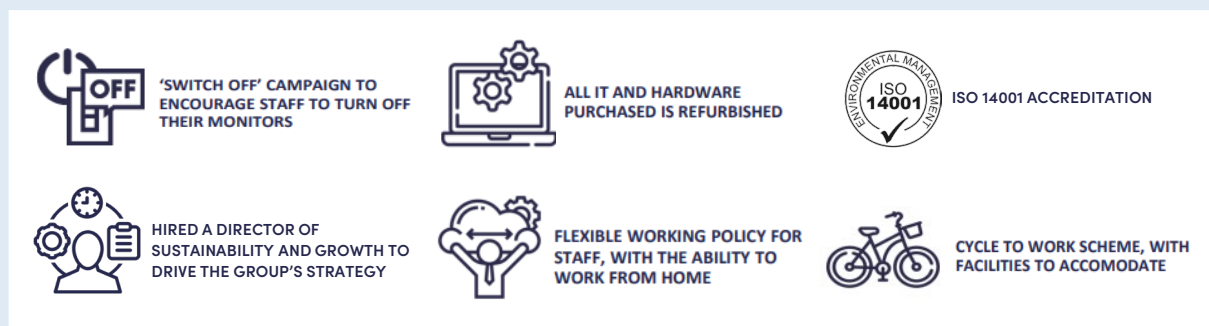 OFF
'SWITCH OFF' CAMPAIGN TO
ENCOURAGE STAFF TO TURN OFF
THEIR MONITORS
ALL IT AND HARDWARE
PURCHASED IS REFURBISHED
ENVIRONMENTAL MANAGEMENT
ISO
14001
ISO 14001 ACCREDITATION
HIRED A DIRECTOR OF
SUSTAINABILITY AND GROWTH TO
DRIVE THE GROUP'S STRATEGY
FLEXIBLE WORKING POLICY FOR
STAFF, WITH THE ABILITY TO
WORK FROM HOME
CYCLE TO WORK SCHEME, WITH
FACILITIES TO ACCOMODATE